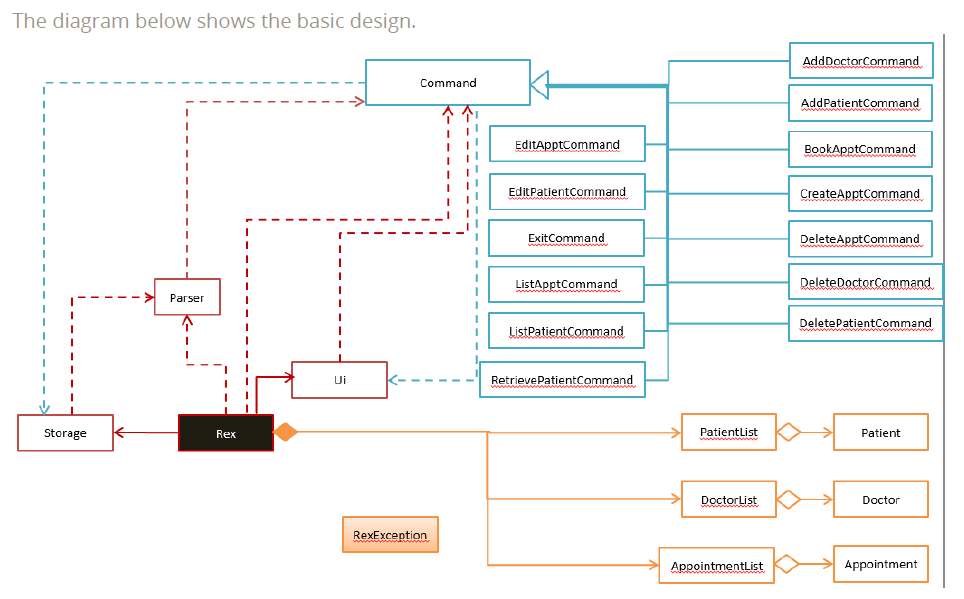 The diagram below shows the basic design.
Command
AddDoctorCommand
AddPatientCommand
EditApptCommand
BookApptCommand
EditPatientCommand
CreateApptCommand
ExitCommand
DeleteApptCommand
ListApptCommand
DeleteDoctorCommand
Parser
ListPatientCommand
DeletePatientCommand
Ui
RetrievePatientCommand
Storage
Rex
PatientList
Patient
DoctorList
Doctor
RexException
AppointmentList
Appointment